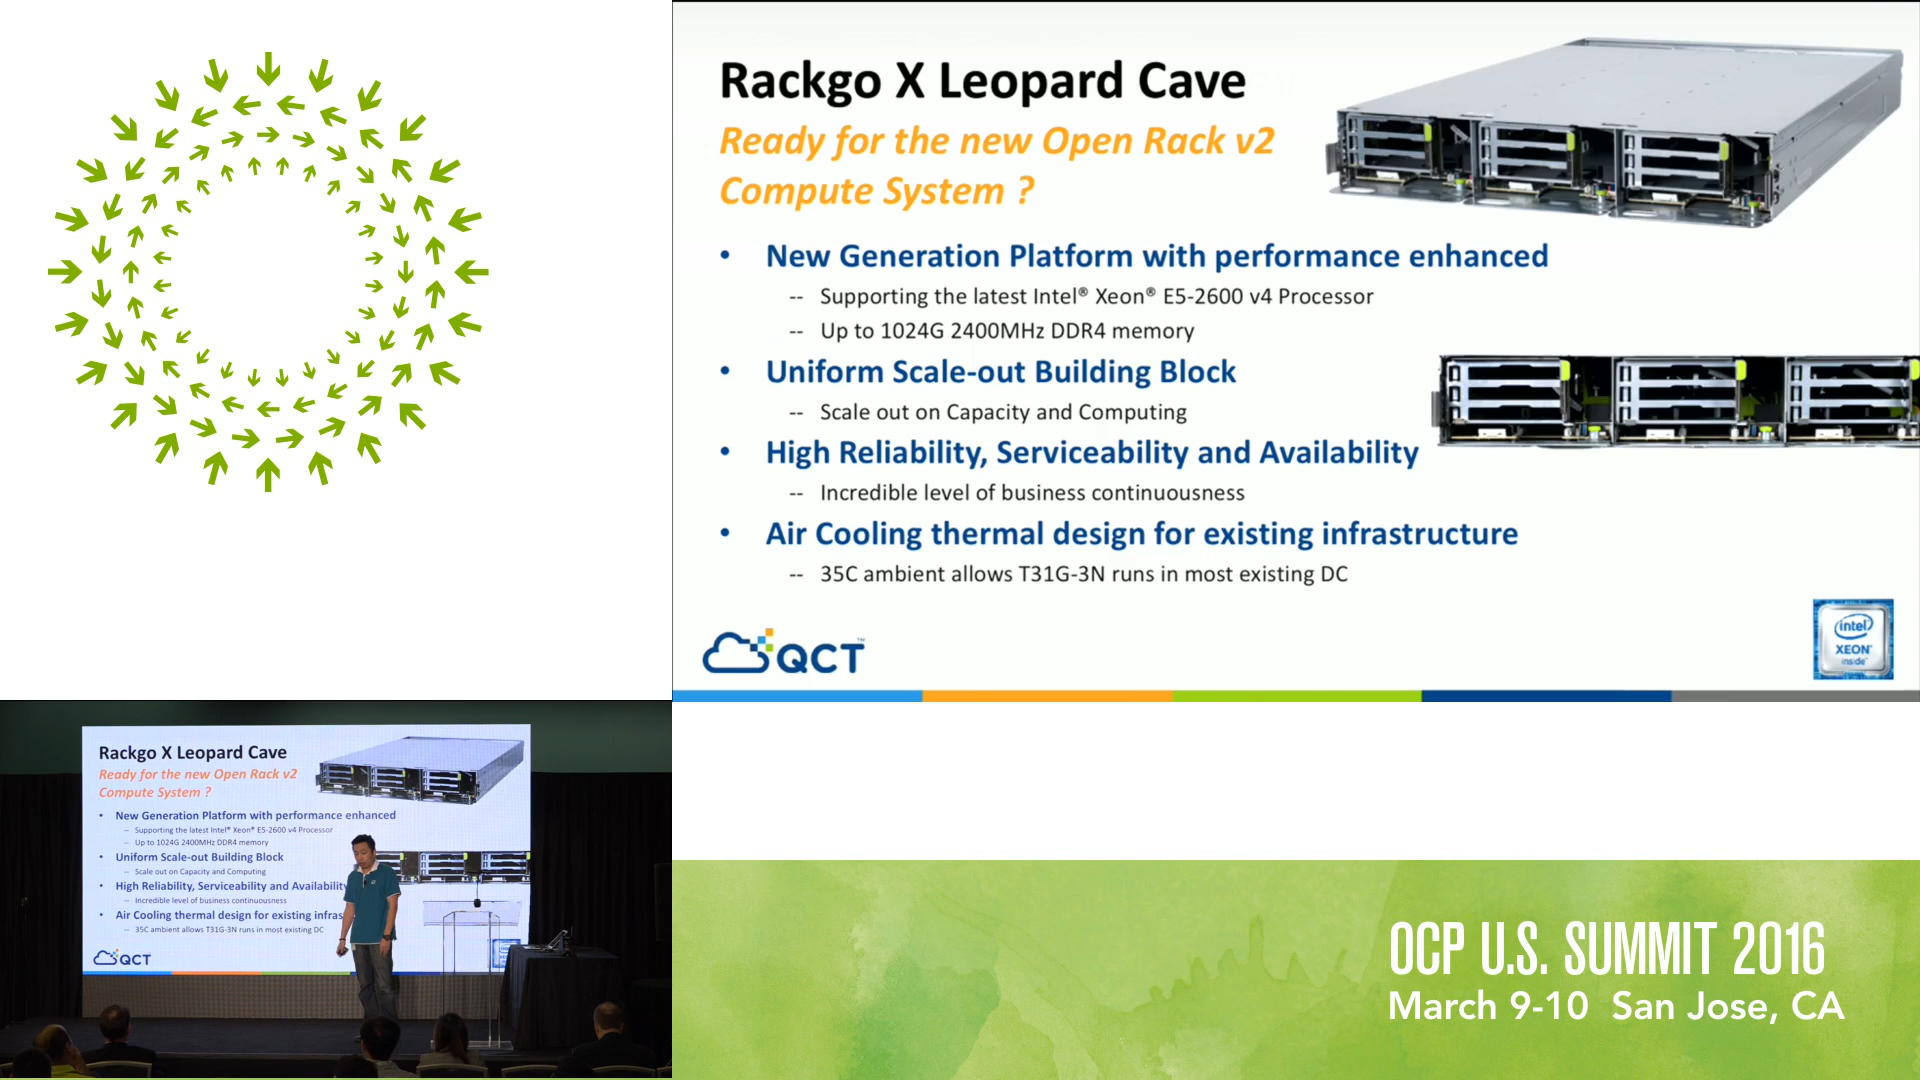 Rackgo X Leopard Cave
Ready for the new Open Rack v2
Compute System ?
• New Generation Platform with performance enhanced
-- Supporting the latest Intel® Xeon® E5-2600 v4 Processor
-- Up to 1024G 2400MHz DDR4 memory
• Uniform Scale-out Building Block
-- Scale out on Capacity and Computing
• High Reliability, Serviceability and Availability
-- Incredible level of business continuousness
• Air Cooling thermal design for existing infrastructure
-- 35C ambient allows T31G-3N runs in most existing DC
QCT™
intel
XEON
inside™
Rackgo X Leopard Cave
Ready for the new Open Rack v2
Compute System ?
• New Generation Platform with performance enhanced
-- Supporting the latest Intel® Xeon® E5-2600 v4 Processor
-- Up to 1024G 2400MHz DDR4 memory
• Uniform Scale-out Building Block
-- Scale out on Capacity and Computing
• High Reliability, Serviceability and Availability
-- Incredible level of business continuousness
• Air Cooling thermal design for existing infras
-- 35C ambient allows T31G-3N runs in most existing DC
QCT
OCP U.S. SUMMIT 2016
March 9-10 San Jose, CA